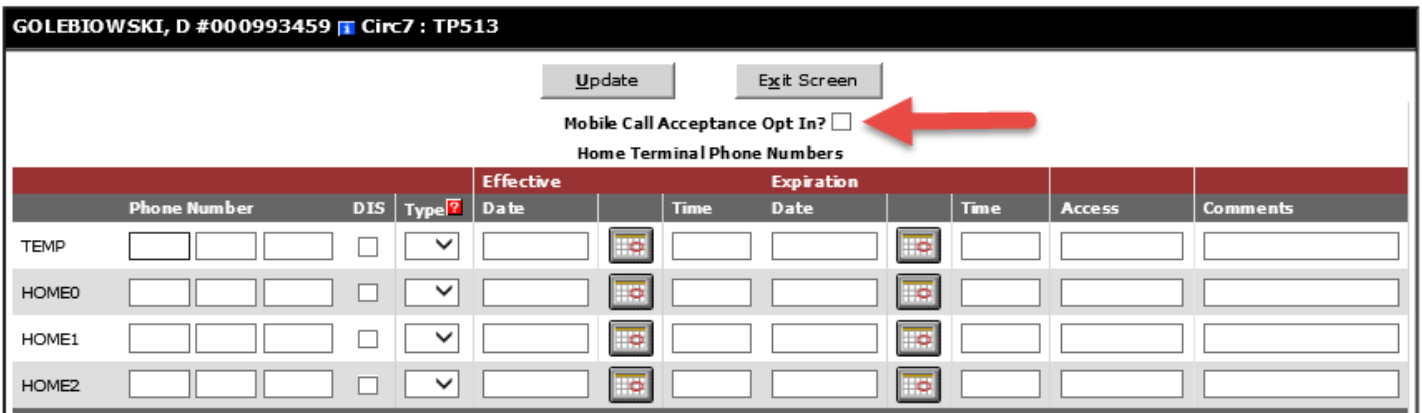 GOLEBIOWSKI, D #000993459 i Circ7 : TP513
Update Exit Screen
Mobile Call Acceptance Opt In?
Home Terminal Phone Numbers
Effective Expiration
Phone Number DIS Type ? Date Time Date Time Access Comments
TEMP
HOME0
HOME1
HOME2